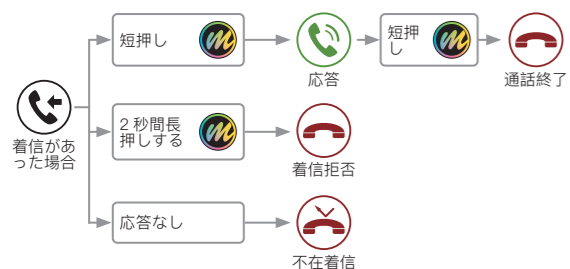 短押し
応答
短押
し
通話終了
着信があ
った場合
2 秒間長
押しする
着信拒否
応答なし
不在着信